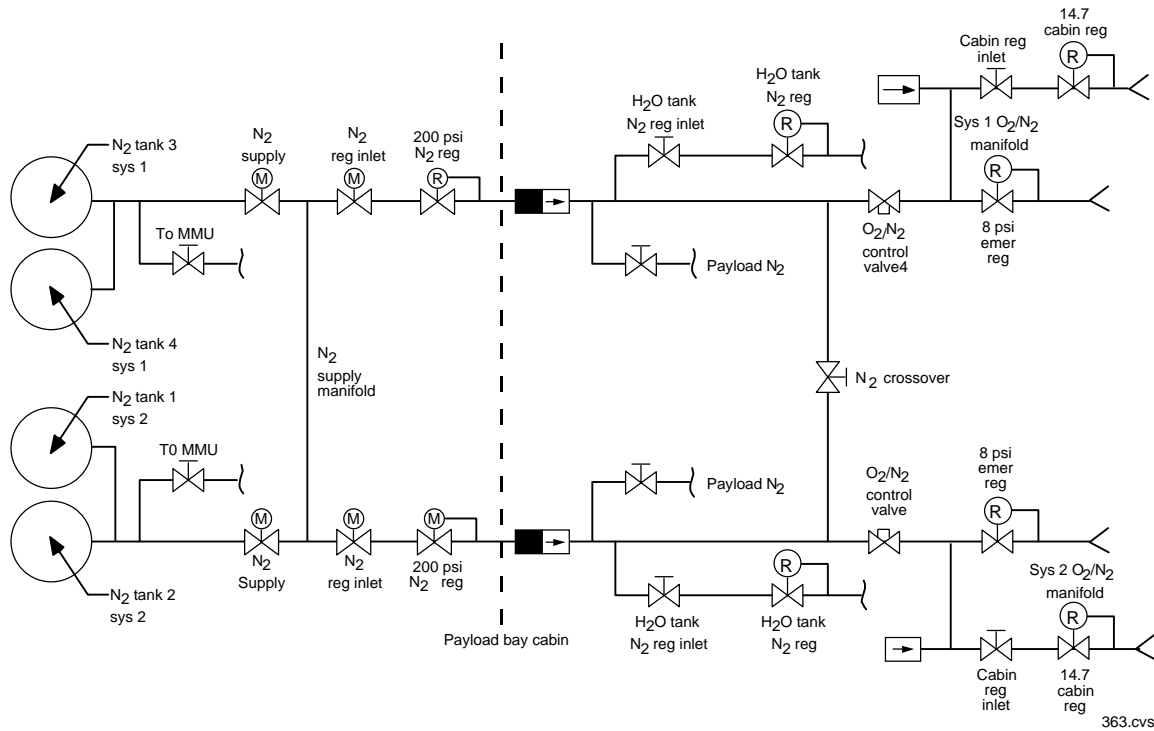 14.7
cabin reg
Cabin reg
inlet
R
H2O tank
N2 reg
H2O tank
N2 reg inlet
R
Sys 1 O2/N2
manifold
N2 tank 3
sys 1
N2
supply
N2
reg inlet
200 psi
N2 reg
M
M
R
R
To MMU
O2/N2
control
valve4
8 psi
emer
reg
Payload N2
N2 tank 4
sys 1
N2
supply
manifold
N2 crossover
N2 tank 1
sys 2
T0 MMU
Payload N2
O2/N2
control
valve
8 psi
emer
reg
R
M
M
M
N2
Supply
N2
reg inlet
200 psi
N2 reg
R
Sys 2 O2/N2
manifold
N2 tank 2
sys 2
H2O tank
N2 reg inlet
H2O tank
N2 reg
R
Payload bay cabin
Cabin
reg
inlet
14.7
cabin
reg
363.cvs